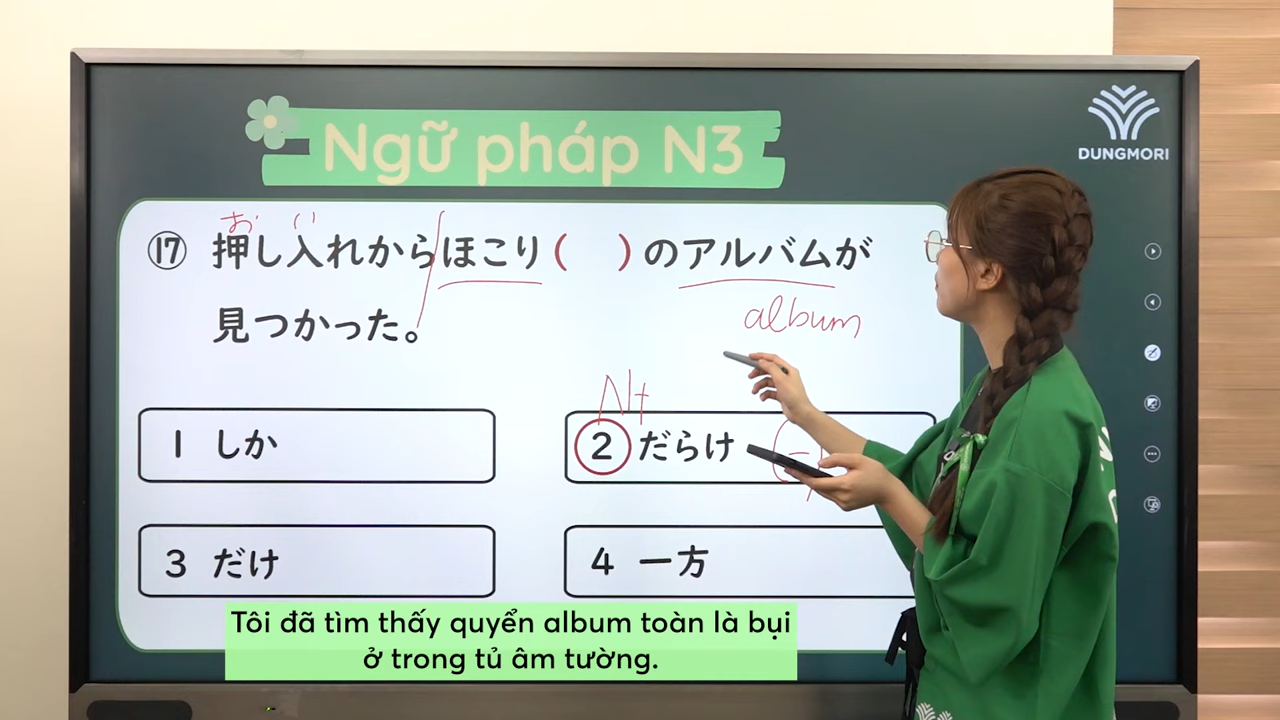 Ngữ pháp N3
DUNGMORI
お い
⑰ 押し入れからほこり( )のアルバムが
album
見つかった。
N+
1 しか
2 だらけ
3 だけ
4 一方
Tôi đã tìm thấy quyển album toàn là bụi
ở trong tủ âm tường.